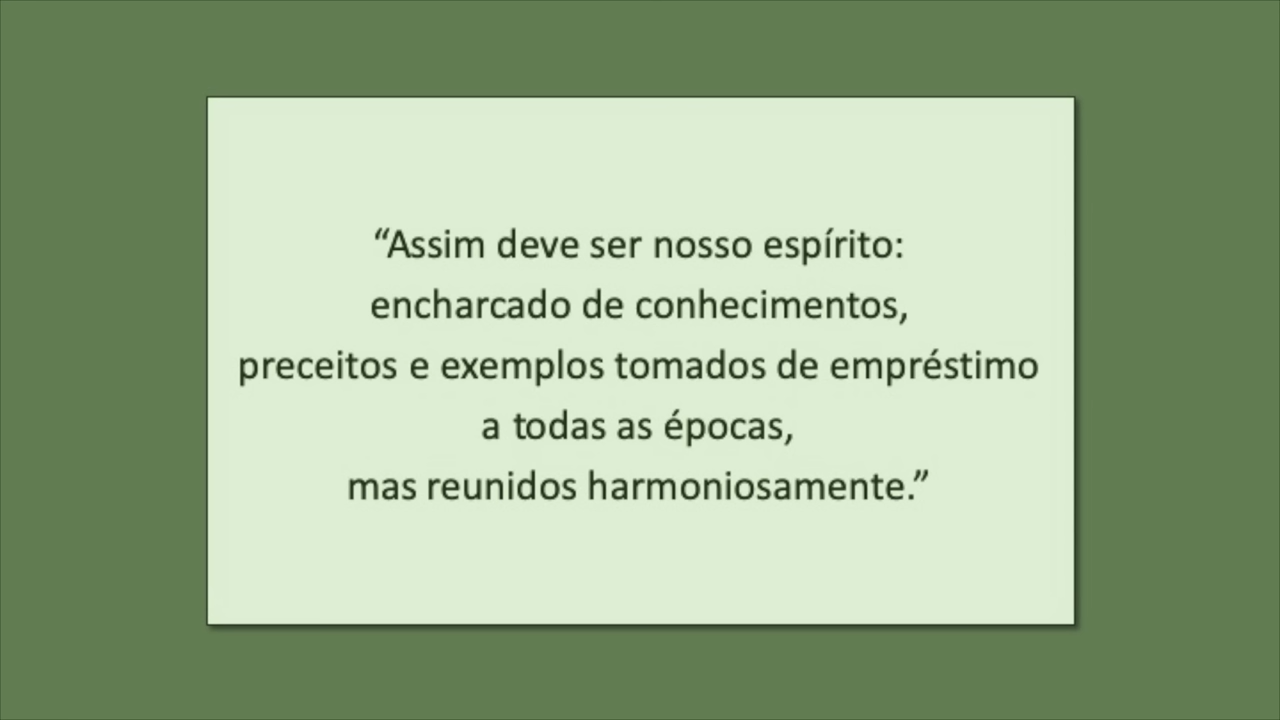 “Assim deve ser nosso espírito:
encharcado de conhecimentos,
preceitos e exemplos tomados de empréstimo
a todas as épocas,
mas reunidos harmoniosamente.”